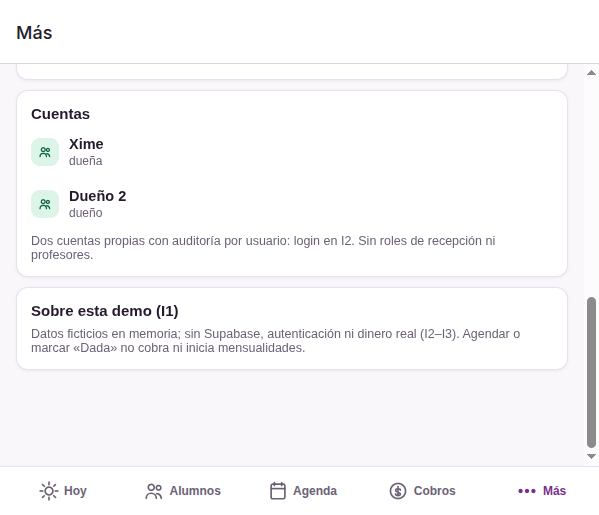 Más
Cuentas
Xime
dueña
Dueño 2
dueño
Dos cuentas propias con auditoría por usuario: login en I2. Sin roles de recepción ni
profesores.
Sobre esta demo (I1)
Datos ficticios en memoria; sin Supabase, autenticación ni dinero real (I2–I3). Agendar o
marcar «Dada» no cobra ni inicia mensualidades.
Hoy
Alumnos
Agenda
Cobros
Más